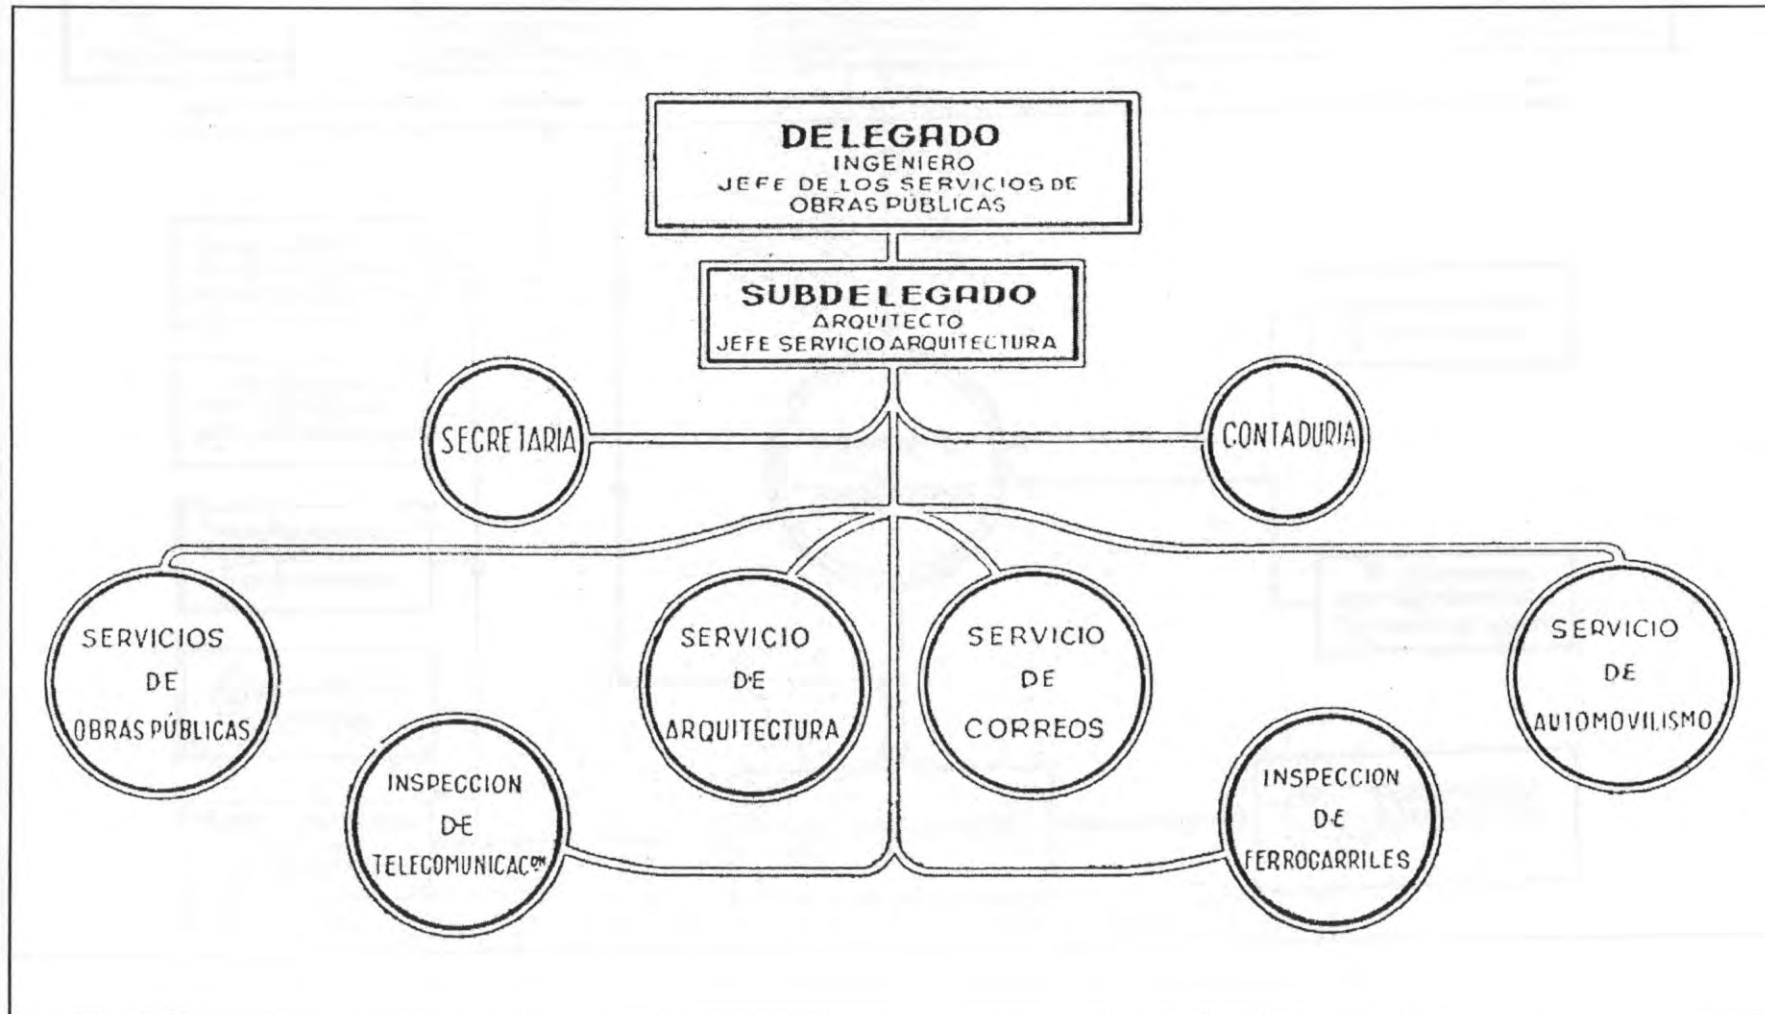 DELEGADO
INGENIERO
JEFE DE LOS SERVICIOS DE
OBRAS PÚBLICAS
SUBDELEGADO
ARQUITECTO
JEFE SERVICIO ARQUITECTURA
SECRETARIA
CONTADURIA
SERVICIOS
DE
OBRAS PÚBLICAS
SERVICIO
DE
ARQUITECTURA
SERVICIO
DE
CORREOS
SERVICIO
DE
AUTOMOVILISMO
INSPECCION
DE
TELECOMUNICACON
INSPECCION
DE
FERROCARRILES